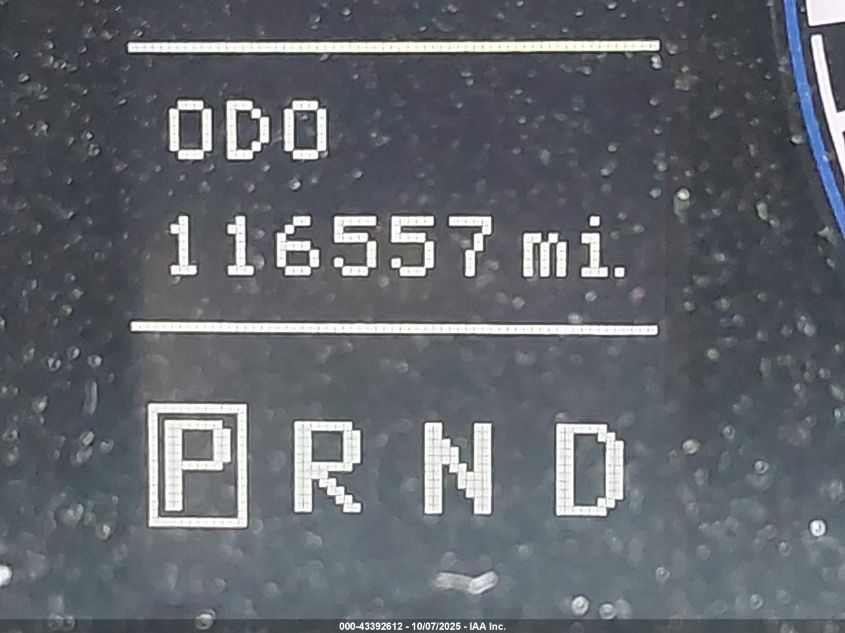 ODO
116557 mi.
P R N D
000-43392612 - 10/07/2025 - IAA Inc.